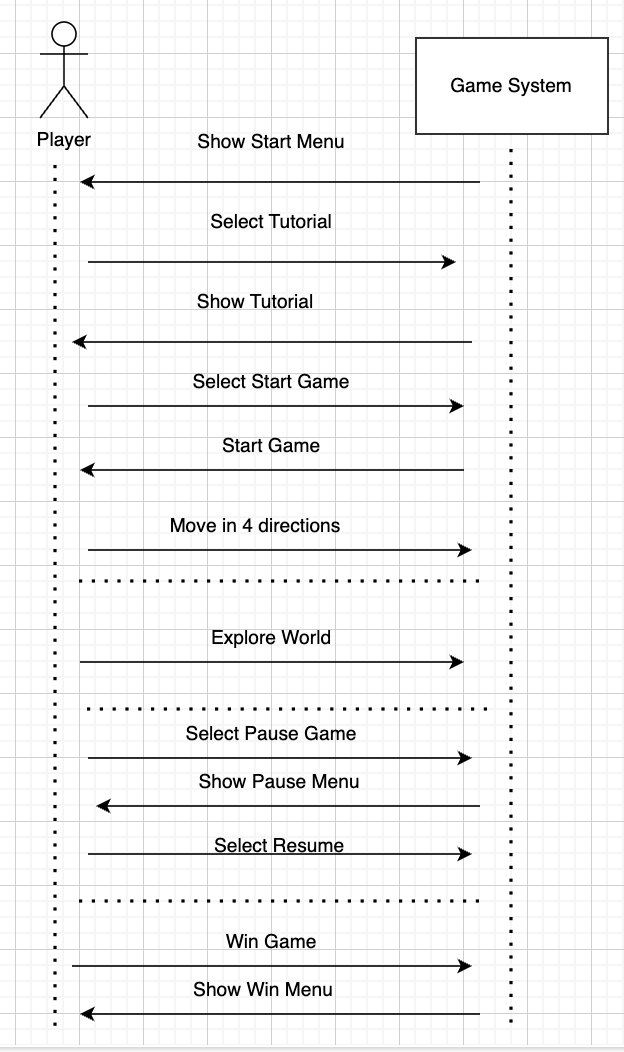 Game System
Player
Show Start Menu
Select Tutorial
Show Tutorial
Select Start Game
Start Game
Move in 4 directions
Explore World
Select Pause Game
Show Pause Menu
Select Resume
Win Game
Show Win Menu